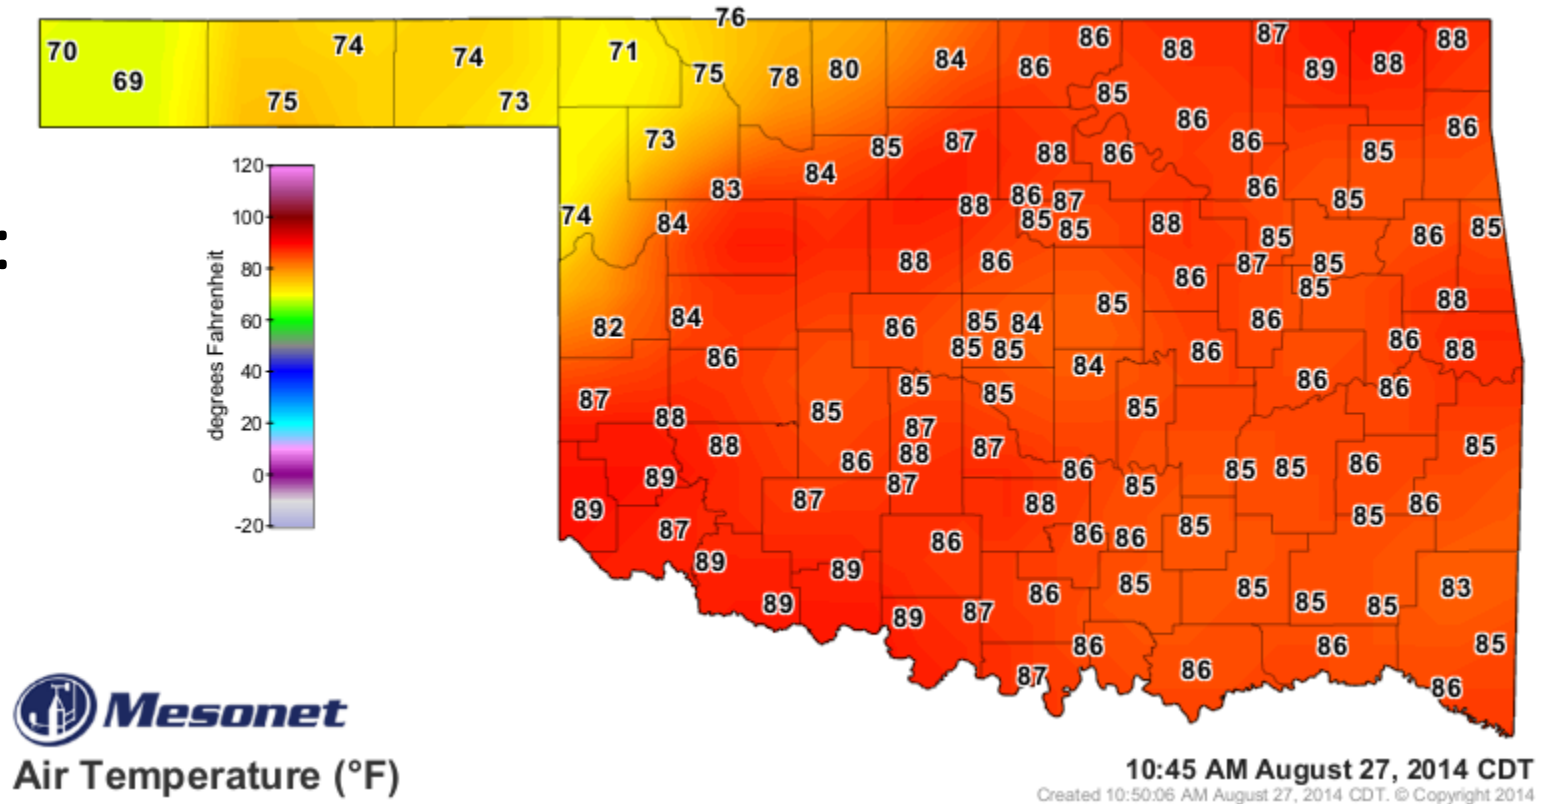 76
70 74 74 71 86 88 87 88
69 75 78 80 84 86 89 88
75 73 85
73 86 86 86
85 87 88 86 85
83 84 86 85
74 84 88 86 87 88 86 85
85 85 85
88 86 86 87 85
85 88
82 84 86 85 84 85 86
86 85 85 84 86 86 88
87 85 85 86 86
88 85 85
87
88 86 88 87 85
89 87 86 85 85 85 86
89 87 88 85 86
87 86 86 86 85
89 89 86 85 85 83
89 89 87 85 85
86 86 85
87 86 86
120
100
80
60
40
20
0
-20
degrees Fahrenheit
:
Mesonet
Air Temperature (°F)
10:45 AM August 27, 2014 CDT
Created 10:50:06 AM August 27, 2014 CDT. © Copyright 2014